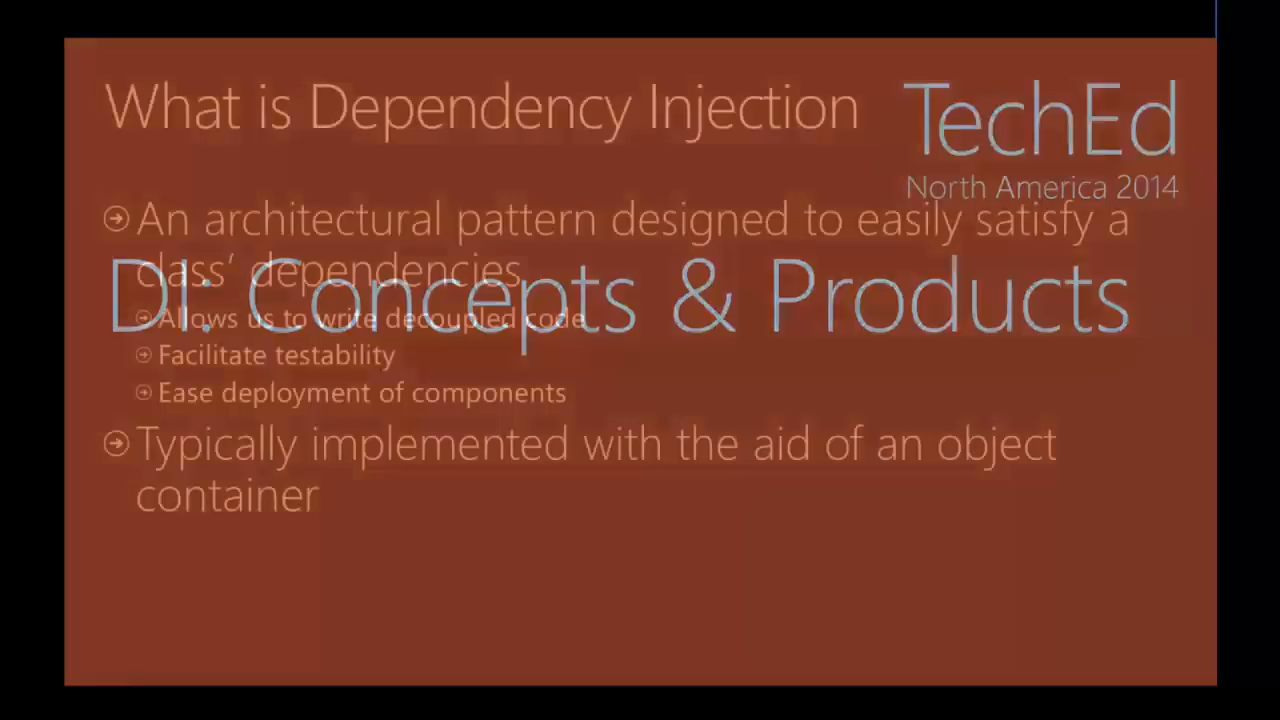 What is Dependency Injection
TechEd
North America 2014
An architectural pattern designed to easily satisfy a
class’ dependencies
DI: Concepts & Products
Allows us to write decoupled code
Facilitate testability
Ease deployment of components
Typically implemented with the aid of an object
container